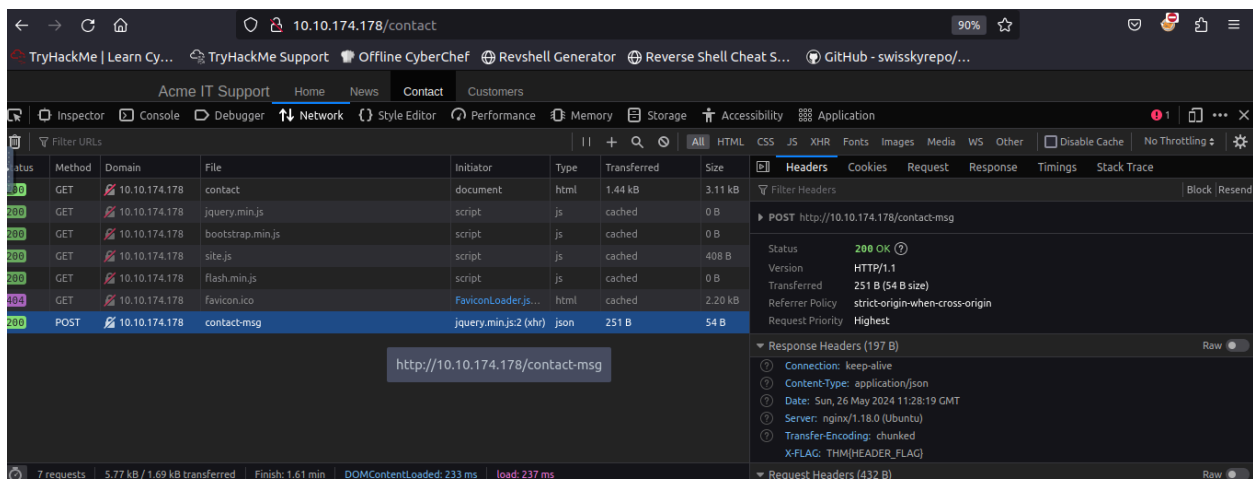 10.10.174.178/contact 90%
TryHackMe | Learn Cy... TryHackMe Support Offline CyberChef Revshell Generator Reverse Shell Cheat S... GitHub - swisskyrepo/...
Acme IT Support Home News Contact Customers
Inspector Console Debugger Network Style Editor Performance Memory Storage Accessibility Application 1
Filter URLs All HTML CSS JS XHR Fonts Images Media WS Other Disable Cache No Throttling
atus Method Domain File Initiator Type Transferred Size Headers Cookies Request Response Timings Stack Trace
00 GET 10.10.174.178 contact document html 1.44 kB 3.11 kB Filter Headers Block Resend
200 GET 10.10.174.178 jquery.min.js script js cached 0 B
POST http://10.10.174.178/contact-msg
200 GET 10.10.174.178 bootstrap.min.js script js cached 0 B
200 GET 10.10.174.178 site.js script js cached 408 B
Status 200 OK
200 GET 10.10.174.178 flash.min.js script js cached 0 B
Version HTTP/1.1
404 GET 10.10.174.178 favicon.ico FaviconLoader.js... html cached 2.20 kB
Transferred 251 B (54 B size)
Referrer Policy strict-origin-when-cross-origin
200 POST 10.10.174.178 contact-msg jquery.min.js:2 (xhr) json 251 B 54 B
Request Priority Highest
Response Headers (197 B) Raw
http://10.10.174.178/contact-msg
Connection: keep-alive
Content-Type: application/json
Date: Sun, 26 May 2024 11:28:19 GMT
Server: nginx/1.18.0 (Ubuntu)
Transfer-Encoding: chunked
X-FLAG: THM{HEADER_FLAG}
7 requests 5.77 kB / 1.69 kB transferred Finish: 1.61 min DOMContentLoaded: 233 ms load: 237 ms
Request Headers (432 B) Raw